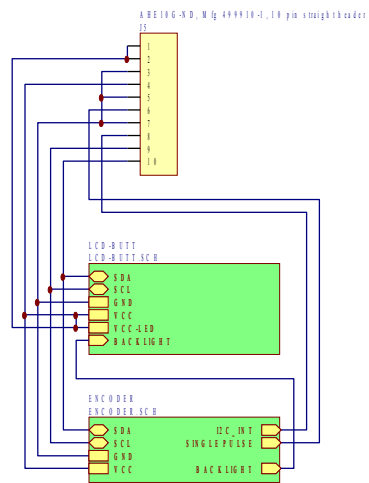 AHE10G-ND, Mfg 499910-1, 10 pin straight header
J5
1
2
3
4
5
6
7
8
9
10
LCD-BUTT
LCD-BUTT.SCH
SDA
SCL
GND
VCC
VCC-LED
BACKLIGHT
ENCODER
ENCODER.SCH
SDA I2C_INT
SCL SINGLEPULSE
GND
VCC BACKLIGHT